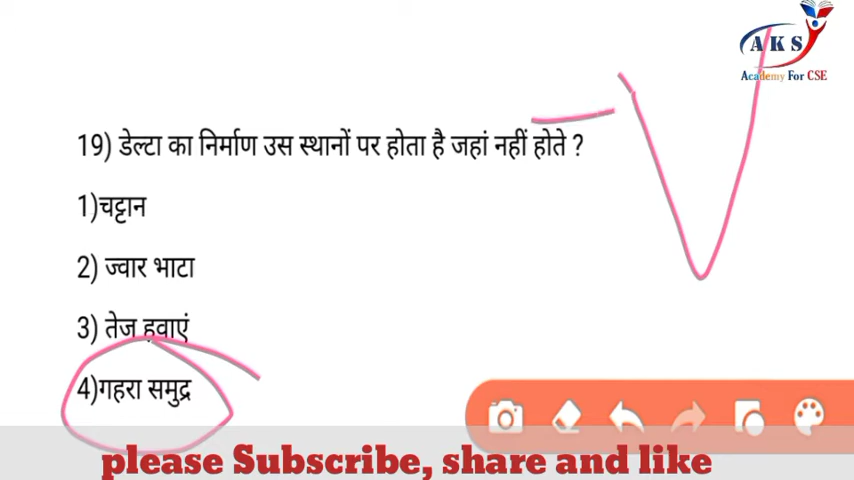 AKS
Academy For CSE
19) डेल्टा का निर्माण उस स्थानों पर होता है जहां नहीं होते ?
1)चट्टान
2) ज्वार भाटा
3) तेज हवाएं
4)गहरा समुद्र
please Subscribe, share and like